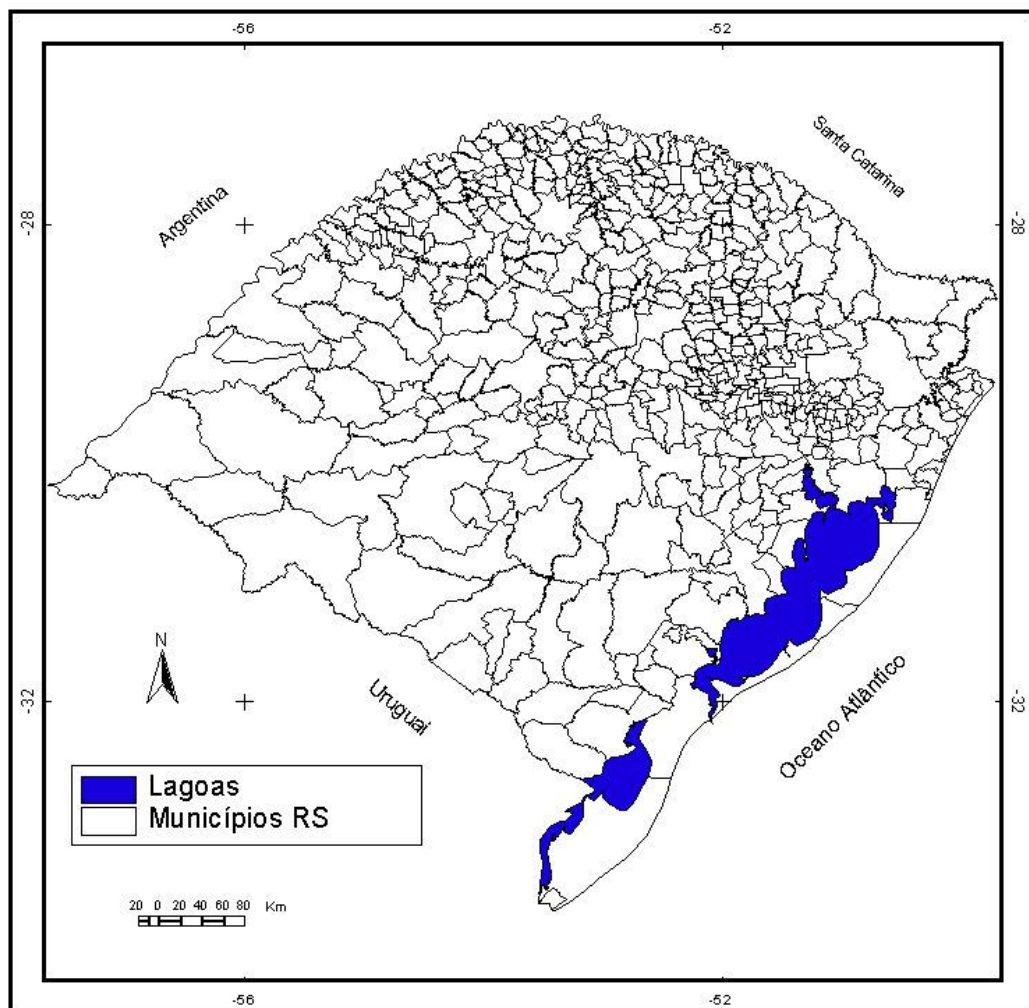 -56 -52
Santa Catarina
Argentina
-28 -28
N
Uruguai
Oceano Atlântico
-32 -32
Lagoas
Municípios RS
20 0 20 40 60 80 Km
-56 -52